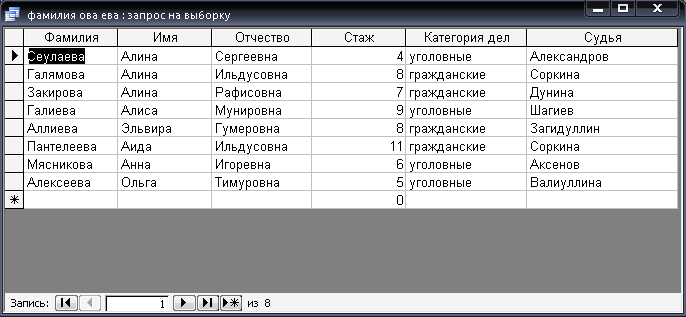 фамилия ова ева : запрос на выборку
Фамилия Имя Отчество Стаж Категория дел Судья
Сеулаева Алина Сергеевна 4 уголовные Александров
Галямова Алина Ильдусовна 8 гражданские Соркина
Закирова Алина Рафисовна 7 гражданские Дунина
Галиева Алиса Мунировна 9 уголовные Шагиев
Аллиева Эльвира Гумеровна 8 гражданские Загидуллин
Пантелеева Аида Ильдусовна 11 гражданские Соркина
Мясникова Анна Игоревна 6 уголовные Аксенов
Алексеева Ольга Тимуровна 5 уголовные Валиуллина
0
Запись: 1 из 8